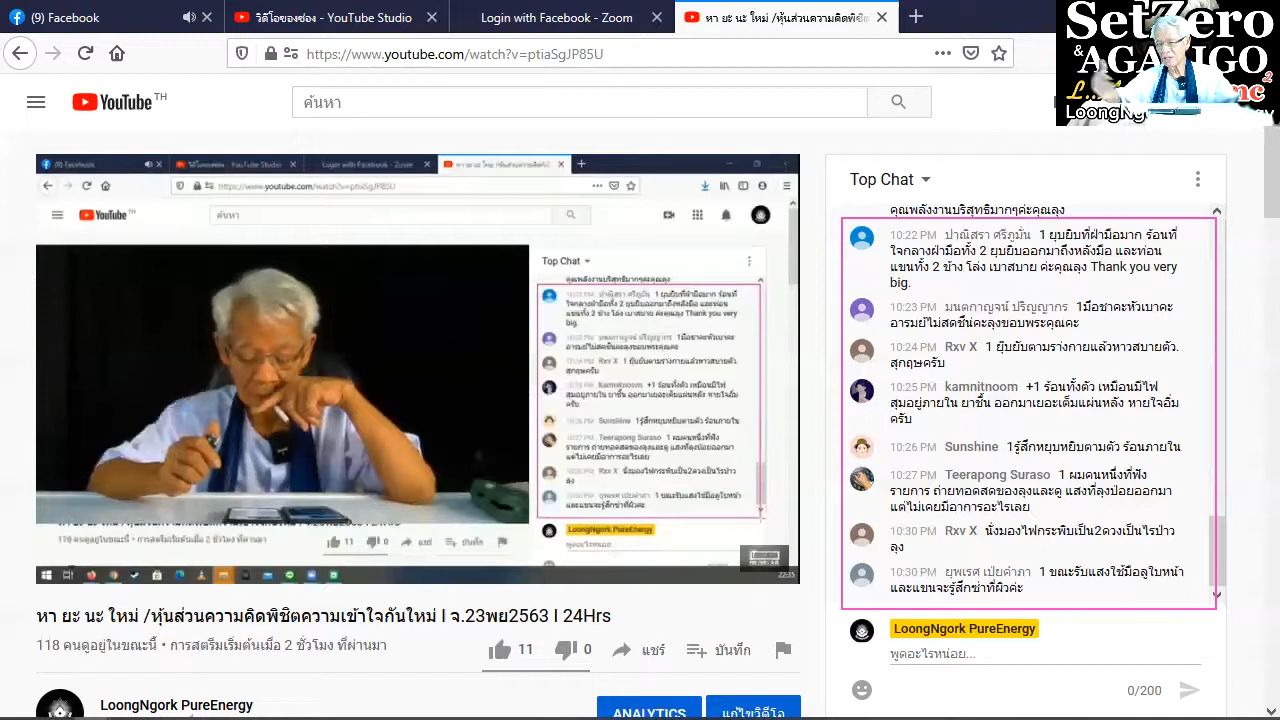 (9) Facebook
วิดีโอของช่อง - YouTube Studio
Login with Facebook - Zoom
หา ยะ นะ ใหม่ /หุ้นส่วนความคิดพิชิต
SetZero
&
https://www.youtube.com/watch?v=ptiaSgJP85U
YouTube TH
ค้นหา
Top Chat
คุณพลังงานบริสุทธิมากๆค่ะคุณลุง
10:22 PM ปาณิสรา ศรีภูมั่น 1 ยุบยิบที่ฝ่ามือมาก ร้อนที่
ใจกลางฝ่ามือทั้ง 2 ยุบยิบออกมาถึงหลังมือ และท่อน
แขนทั้ง 2 ข้าง โล่ง เบาสบาย ค่ะคุณลุง Thank you very
big.
10:23 PM มนตกาญจน์ ปริญญากร 1มือชาคะหัวเบาคะ
อารมย์ไม่สดชื่นค่ะลุงขอบพระคุณคะ
10:24 PM Rxv X 1 ยุ้บยั้บตามร่างกายแล้วหาวสบายตัว.
สุกฤษครับ
10:25 PM kamnitnoom +1 ร้อนทั้งตัว เหมือนมีไฟ
สุมอยู่ภายใน ยาขึ้น ออกมาเยอะเต็มแผ่นหลัง หายใจอิ่ม
ครับ
10:26 PM Sunshine 1รู้สึกยุบหยิบตามตัว ร้อนภายใน
10:27 PM Teerapong Suraso 1 ผมคนหนึ่งที่ฟัง
รายการ ถ่ายทอดสดของลุงและดู แสงที่ลุงป่อยออกมา
แต่ไม่เคยมีอาการอะไรเลย
10:30 PM Rxv X นั่งมองไฟกระพับเป็น2ดวงเป็นไรป่าว
ลุง
10:30 PM ยุพเรศ เปี่ยคำภา 1 ขณะรับแสงใช้มือลูบใบหน้า
และแขนจะรู้สึกซ่าที่ผิวค่ะ
LoongNgork PureEnergy
พูดอะไรหน่อย...
0/200
22:35
หา ยะ นะ ใหม่ /หุ้นส่วนความคิดพิชิตความเข้าใจกันใหม่ I จ.23พย2563 I 24Hrs
118 คนดูอยู่ในขณะนี้ • การสตรีมเริ่มต้นเมื่อ 2 ชั่วโมง ที่ผ่านมา
11 0 แชร์ บันทึก
LoongNgork PureEnergy
ANALYTICS แก้ไขวิดีโอ